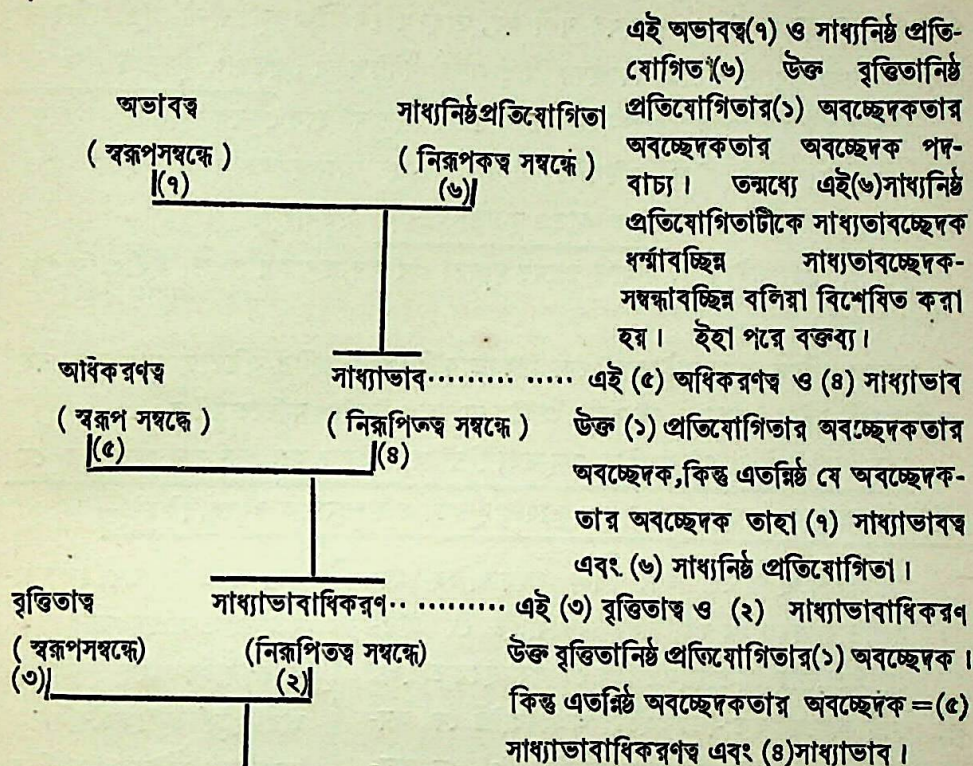 এই অভাবত্ব(৭) ও সাধ্যনিষ্ঠ প্রতি-
যোগিত (৬) উক্ত বৃত্তিতানিষ্ঠ
প্রতিযোগিতার(১) অবচ্ছেদকতার
অবচ্ছেদকতার অবচ্ছেদক পদ-
বাচ্য। তন্মধ্যে এই(৬)সাধ্যনিষ্ঠ
প্রতিযোগিতাটীকে সাধ্যতাবচ্ছেদক
ধর্ম্মাবচ্ছিন্ন সাধ্যতাবচ্ছেদক-
সম্বন্ধাবচ্ছিন্ন বলিয়া বিশেষিত করা
হয়। ইহা পরে বক্তব্য।
অভাবত্ব সাধ্যনিষ্ঠপ্রতিযোগিতা
( স্বরূপসম্বন্ধে ) ( নিরূপকত্ব সম্বন্ধে )
(৭) (৬)
অধিকরণত্ব সাধ্যাভাব·········· ····· এই (৫) অধিকরণত্ব ও (৪) সাধ্যাভাব
( স্বরূপ সম্বন্ধে ) ( নিরূপিতত্ব সম্বন্ধে ) উক্ত (১) প্রতিযোগিতার অবচ্ছেদকতার
(৫) (৪) অবচ্ছেদক,কিন্তু এতন্নিষ্ঠ যে অবচ্ছেদক-
তার অবচ্ছেদক তাহা (৭) সাধ্যাভাবত্ব
এবং (৬) সাধ্যনিষ্ঠ প্রতিযোগিতা।
বৃত্তিতাত্ব সাধ্যাভাবাধিকরণ·· ········· এই (৩) বৃত্তিতাত্ব ও (২) সাধ্যাভাবাধিকরণ
( স্বরূপসম্বন্ধে) (নিরূপিতত্ব সম্বন্ধে) উক্ত বৃত্তিতানিষ্ঠ প্রতিযোগিতার(১) অবচ্ছেদক।
(৩) (২) কিন্তু এতন্নিষ্ঠ অবচ্ছেদকতার অবচ্ছেদক=(৫)
সাধ্যাভাবাধিকরণত্ব এবং (৪)সাধ্যাভাব।